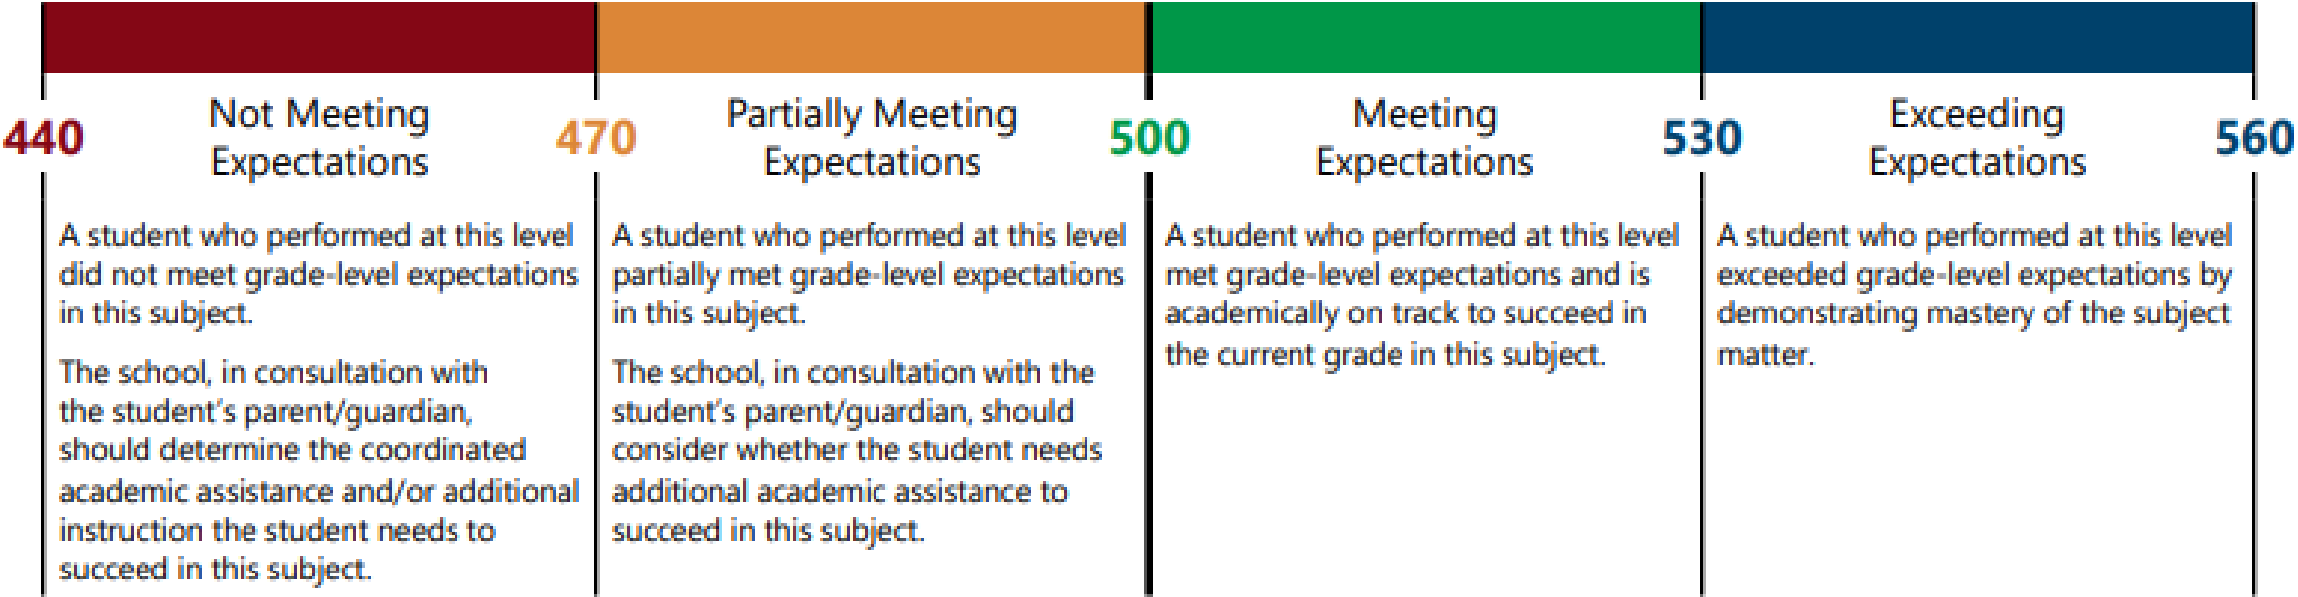 440
Not Meeting
Expectations
470
Partially Meeting
Expectations
500
Meeting
Expectations
530
Exceeding
Expectations
560
A student who performed at this level
did not meet grade-level expectations
in this subject.
The school, in consultation with
the student's parent/guardian,
should determine the coordinated
academic assistance and/or additional
instruction the student needs to
succeed in this subject.
A student who performed at this level
partially met grade-level expectations
in this subject.
The school, in consultation with the
student's parent/guardian, should
consider whether the student needs
additional academic assistance to
succeed in this subject.
A student who performed at this level
met grade-level expectations and is
academically on track to succeed in
the current grade in this subject.
A student who performed at this level
exceeded grade-level expectations by
demonstrating mastery of the subject
matter.